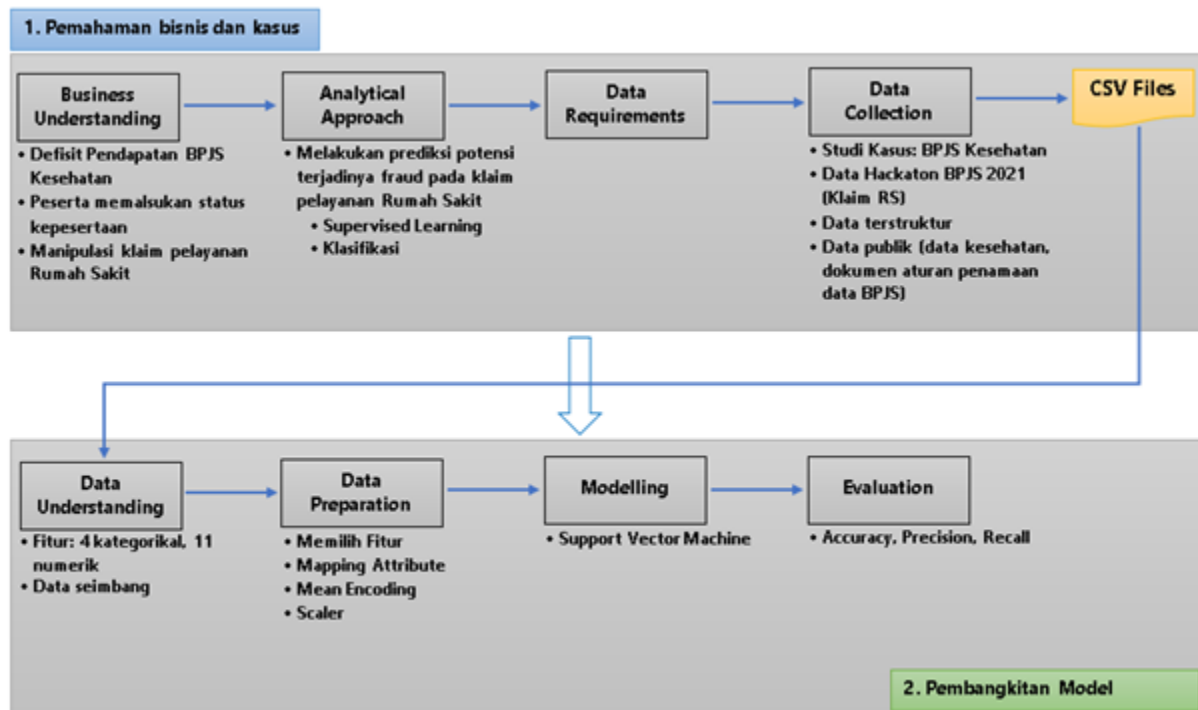 1. Pemahaman bisnis dan kasus
Business
Understanding
• Defisit Pendapatan BPJS
Kesehatan
• Peserta memalsukan status
kepesertaan
• Manipulasi klaim pelayanan
Rumah Sakit
Analytical
Approach
• Melakukan prediksi potensi
terjadinya fraud pada klaim
pelayanan Rumah Sakit
• Supervised Learning
• Klasifikasi
Data
Requirements
Data
Collection
• Studi Kasus: BPJS Kesehatan
• Data Hackaton BPJS 2021
(Klaim RS)
• Data terstruktur
• Data publik (data kesehatan,
dokumen aturan penamaan
data BPJS)
CSV Files
Data
Understanding
• Fitur: 4 kategorikal, 11
numerik
• Data seimbang
Data
Preparation
• Memilih Fitur
• Mapping Attribute
• Mean Encoding
• Scaler
Modelling
• Support Vector Machine
Evaluation
• Accuracy, Precision, Recall
2. Pembangkitan Model